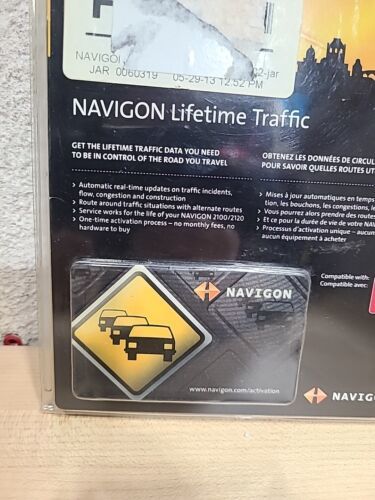 NAVIGON
2-jar
JAR 0060319 05-29-13 12:52 PM
NAVIGON Lifetime Traffic
GET THE LIFETIME TRAFFIC DATA YOU NEED
TO BE IN CONTROL OF THE ROAD YOU TRAVEL
› Automatic real-time updates on traffic incidents,
flow, congestion and construction
› Route around traffic situations with alternate routes
› Service works for the life of your NAVIGON 2100/2120
› One-time activation process – no monthly fees, no
hardware to buy
OBTENEZ LES DONNÉES DE CIRCUL
POUR SAVOIR QUELLES ROUTES UT
› Mises à jour automatiques en temps
tion, les bouchons, les congestions, le
› Vous pourrez alors prendre des routes
› Et ce pour la durée de vie de votre NA
› Processus d'activation unique – aucun
aucun équipement à acheter
Compatible with:
Compatible avec:
NAVIGON
www.navigon.com/activation
NAVIG